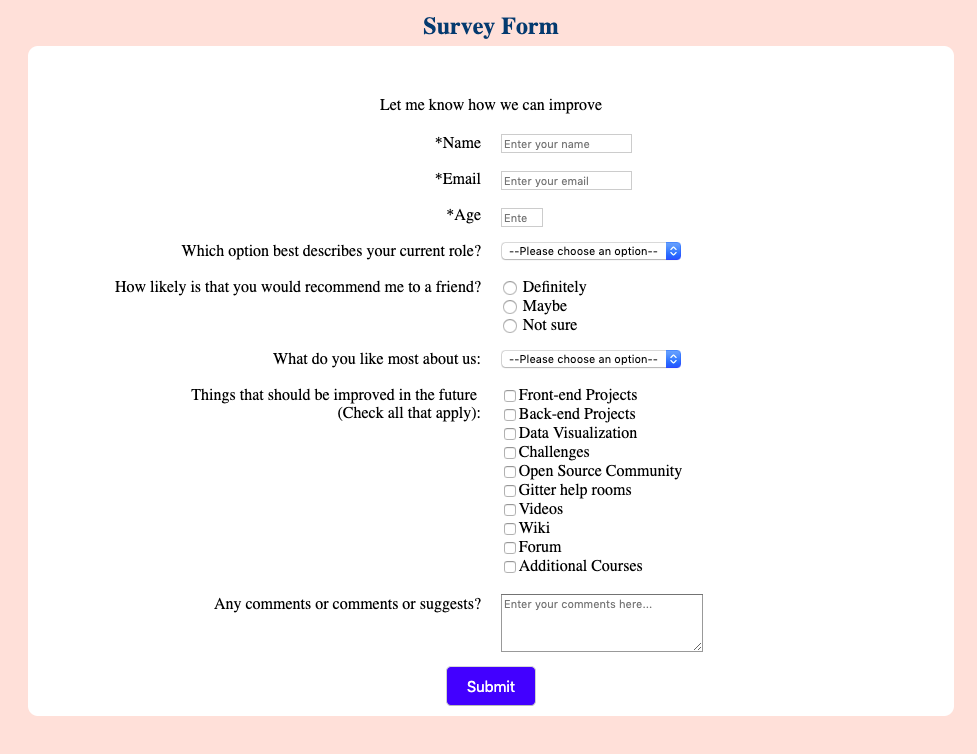 Survey Form
Let me know how we can improve
*Name Enter your name
*Email Enter your email
*Age Ente
Which option best describes your current role? --Please choose an option--
How likely is that you would recommend me to a friend? Definitely
Maybe
Not sure
What do you like most about us: --Please choose an option--
Things that should be improved in the future Front-end Projects
(Check all that apply): Back-end Projects
Data Visualization
Challenges
Open Source Community
Gitter help rooms
Videos
Wiki
Forum
Additional Courses
Any comments or comments or suggests? Enter your comments here...
Submit